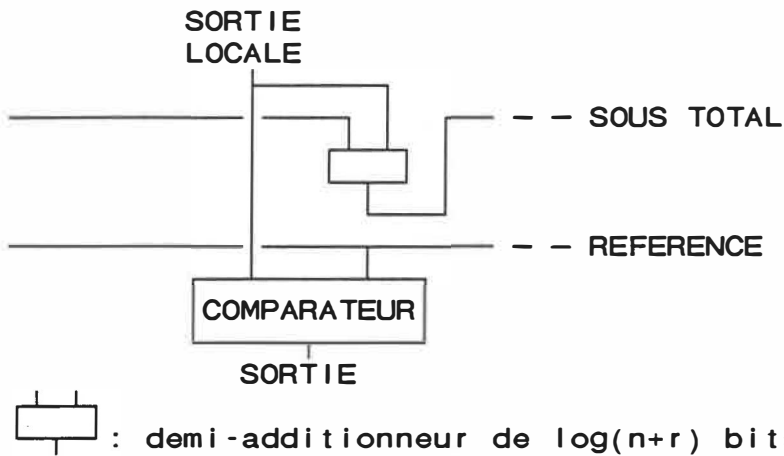 SORTIE
LOCALE
– – SOUS TOTAL
– – REFERENCE
COMPARATEUR
SORTIE
: demi-additionneur de log(n+r) bit